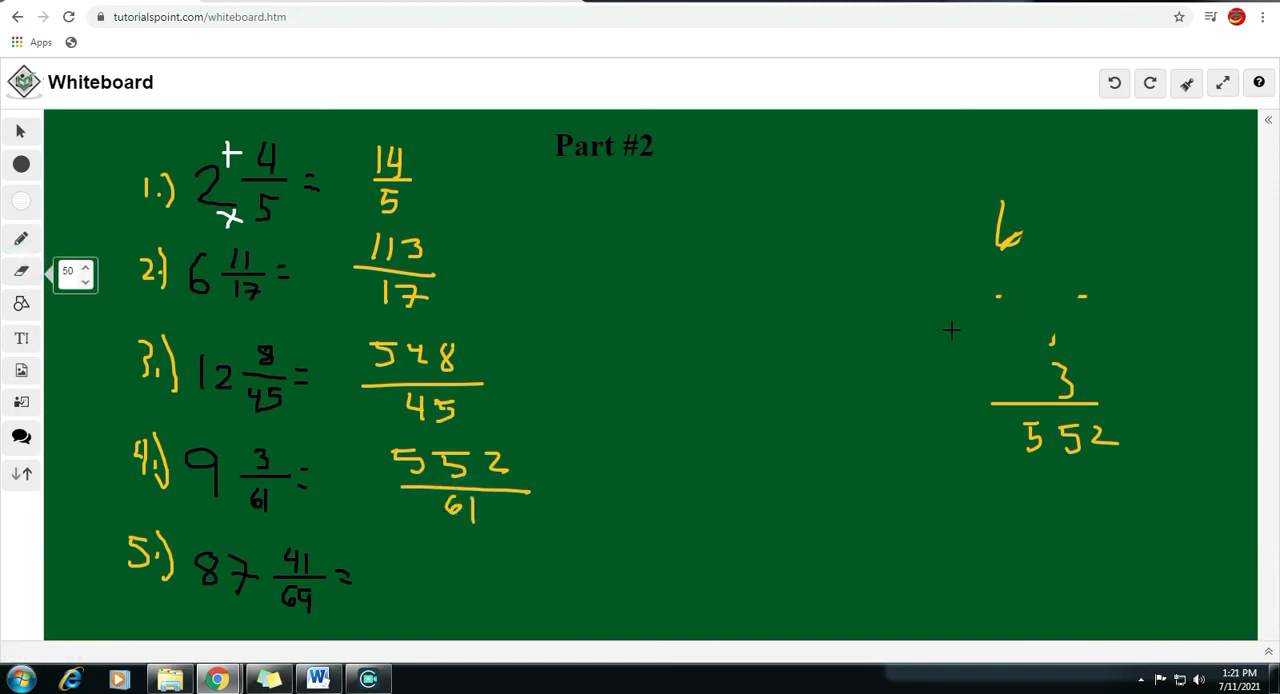 tutorialspoint.com/whiteboard.htm
Apps
Whiteboard
Part #2
1.) 2 + x 4/5 = 14/5
2.) 6 11/17 = 113/17
50
3.) 12 8/45 = 548/45
4.) 9 3/61 = 552/61
5.) 87 41/69 =
6
3
552
TI
1:21 PM
7/11/2021